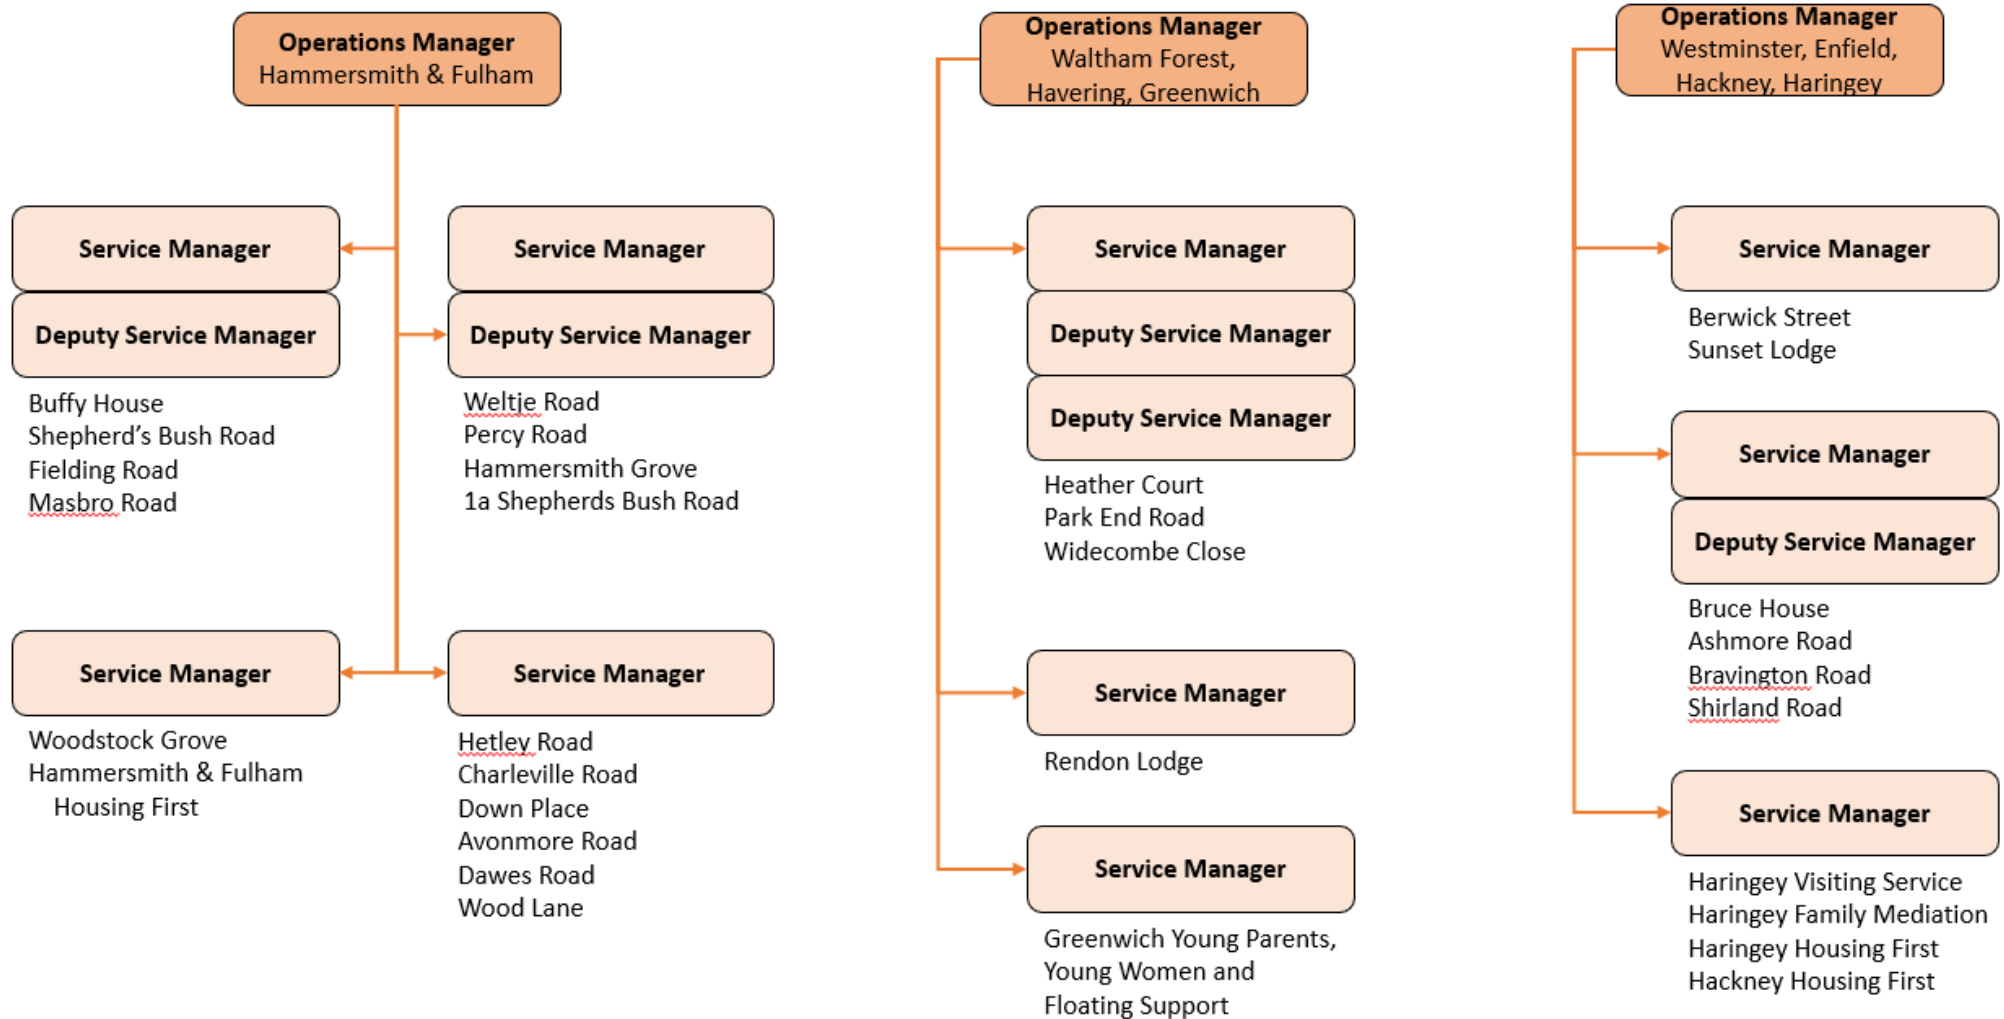 Operations Manager
Hammersmith & Fulham
Service Manager
Deputy Service Manager
Buffy House
Shepherd’s Bush Road
Fielding Road
Masbro Road
Service Manager
Deputy Service Manager
Weltje Road
Percy Road
Hammersmith Grove
1a Shepherds Bush Road
Service Manager
Woodstock Grove
Hammersmith & Fulham
Housing First
Service Manager
Hetley Road
Charleville Road
Down Place
Avonmore Road
Dawes Road
Wood Lane
Operations Manager
Waltham Forest,
Havering, Greenwich
Service Manager
Deputy Service Manager
Deputy Service Manager
Heather Court
Park End Road
Widecombe Close
Service Manager
Rendon Lodge
Service Manager
Greenwich Young Parents,
Young Women and
Floating Support
Operations Manager
Westminster, Enfield,
Hackney, Haringey
Service Manager
Berwick Street
Sunset Lodge
Service Manager
Deputy Service Manager
Bruce House
Ashmore Road
Bravington Road
Shirland Road
Service Manager
Haringey Visiting Service
Haringey Family Mediation
Haringey Housing First
Hackney Housing First